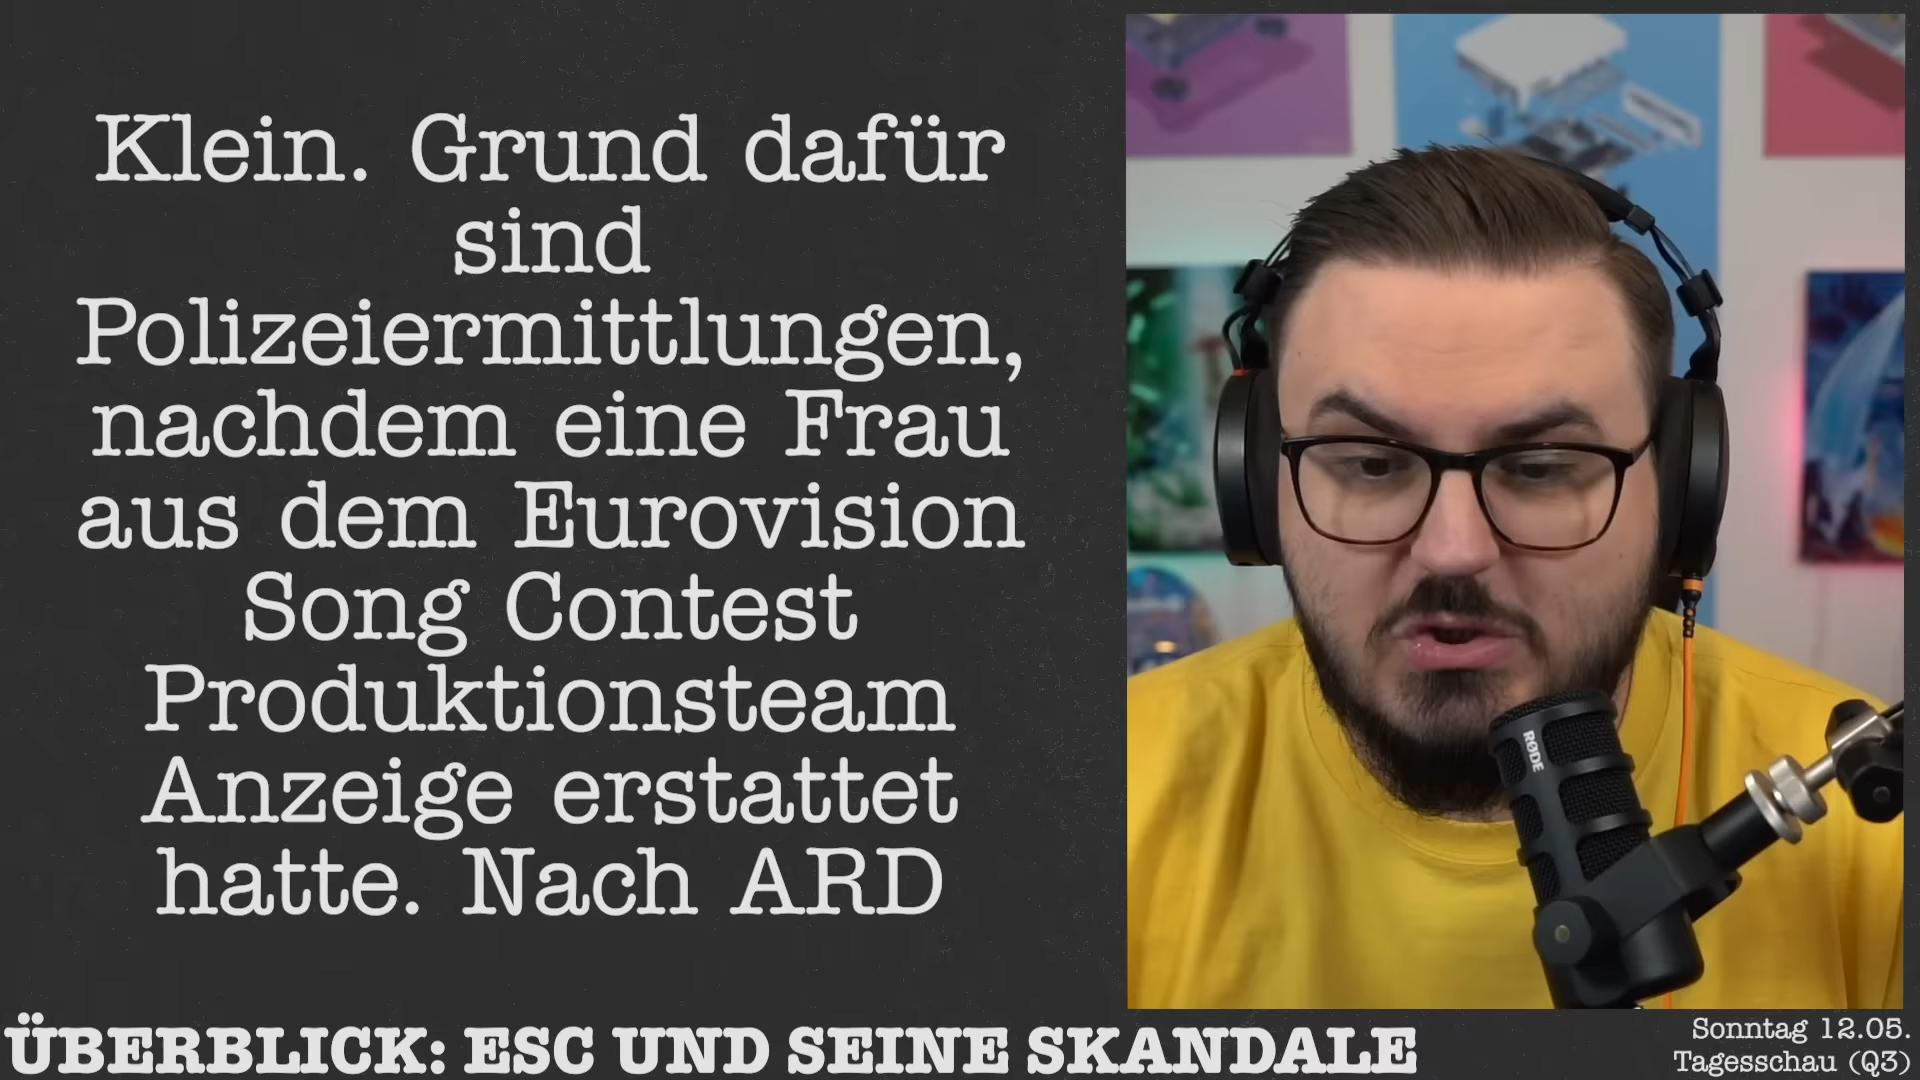 Klein. Grund dafür
sind
Polizeiermittlungen,
nachdem eine Frau
aus dem Eurovision
Song Contest
Produktionsteam
Anzeige erstattet
hatte. Nach ARD
RØDE
ÜBERBLICK: ESC UND SEINE SKANDALE
Sonntag 12.05.
Tagesschau (Q3)